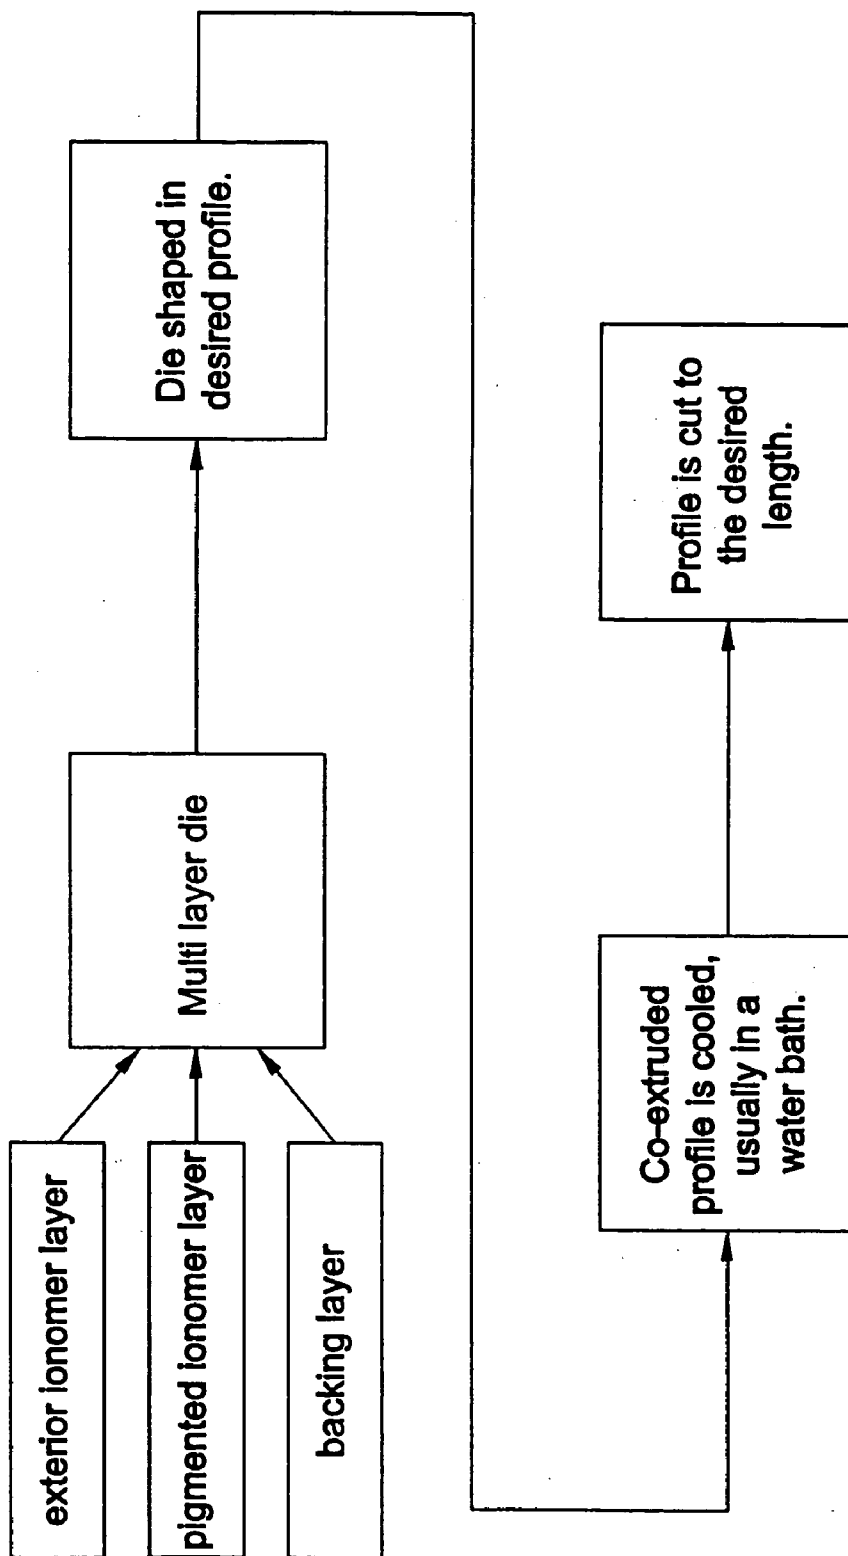 exterior ionomer layer
pigmented ionomer layer
backing layer
Multi layer die
Die shaped in
desired profile.
Co-extruded
profile is cooled,
usually in a
water bath.
Profile is cut to
the desired
length.